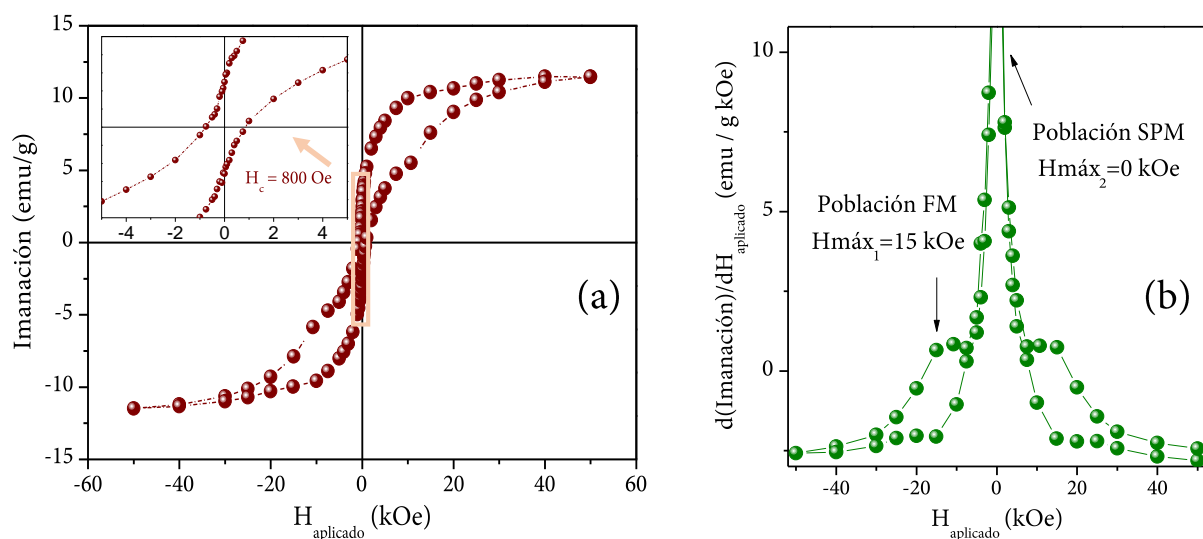 15
10
5
0
-5
-10
-15
Imanación (emu/g)
-60
-40
-20
0
20
40
60
H aplicado (kOe)
-4
-2
0
2
4
H c = 800 Oe
(a)
10
5
0
d(Imanación)/dH aplicado (emu / g kOe)
-40
-20
0
20
40
H aplicado (kOe)
Población SPM
Hmáx 2 =0 kOe
Población FM
Hmáx 1 =15 kOe
(b)